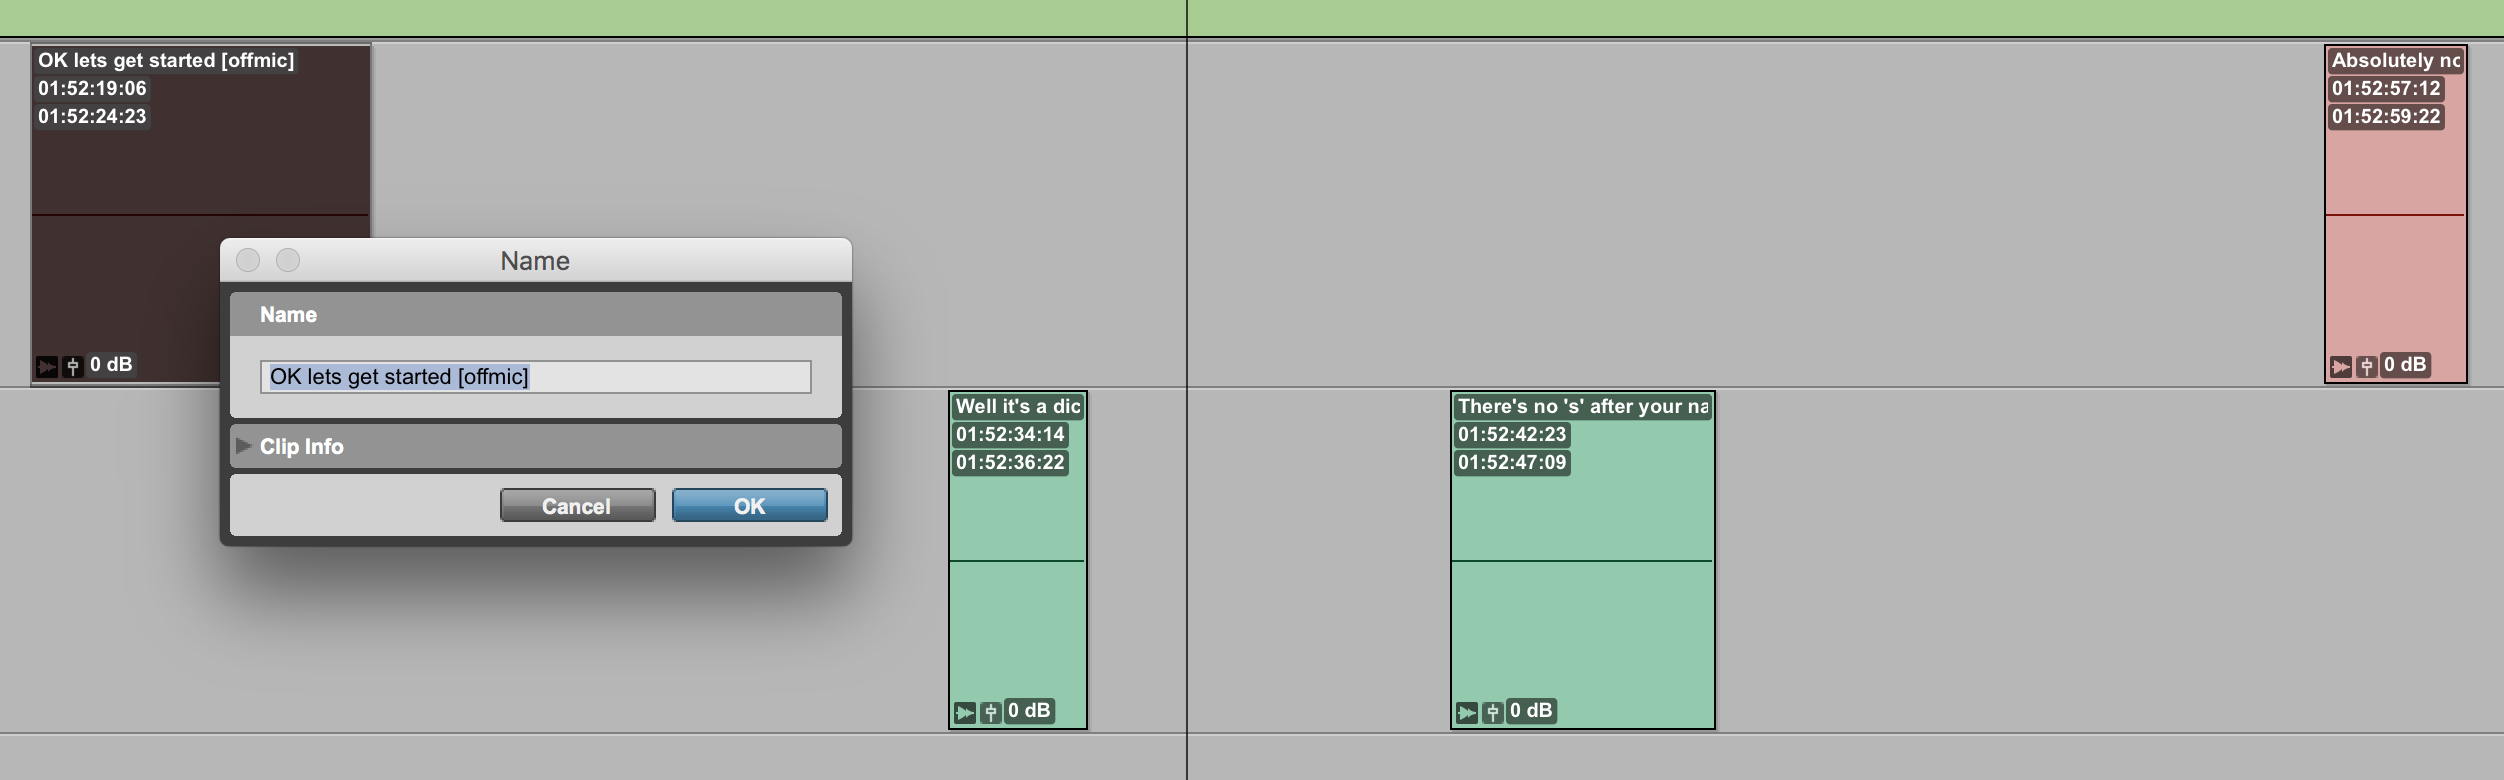 OK lets get started [offmic]
01:52:19:06
01:52:24:23
0 dB
Absolutely
01:52:57:12
01:52:59:22
0 dB
Name
Name
OK lets get started [offmic]
Clip Info
Cancel
OK
Well it's a
01:52:34:14
01:52:36:22
0 dB
There's no 's' after your
01:52:42:23
01:52:47:09
0 dB